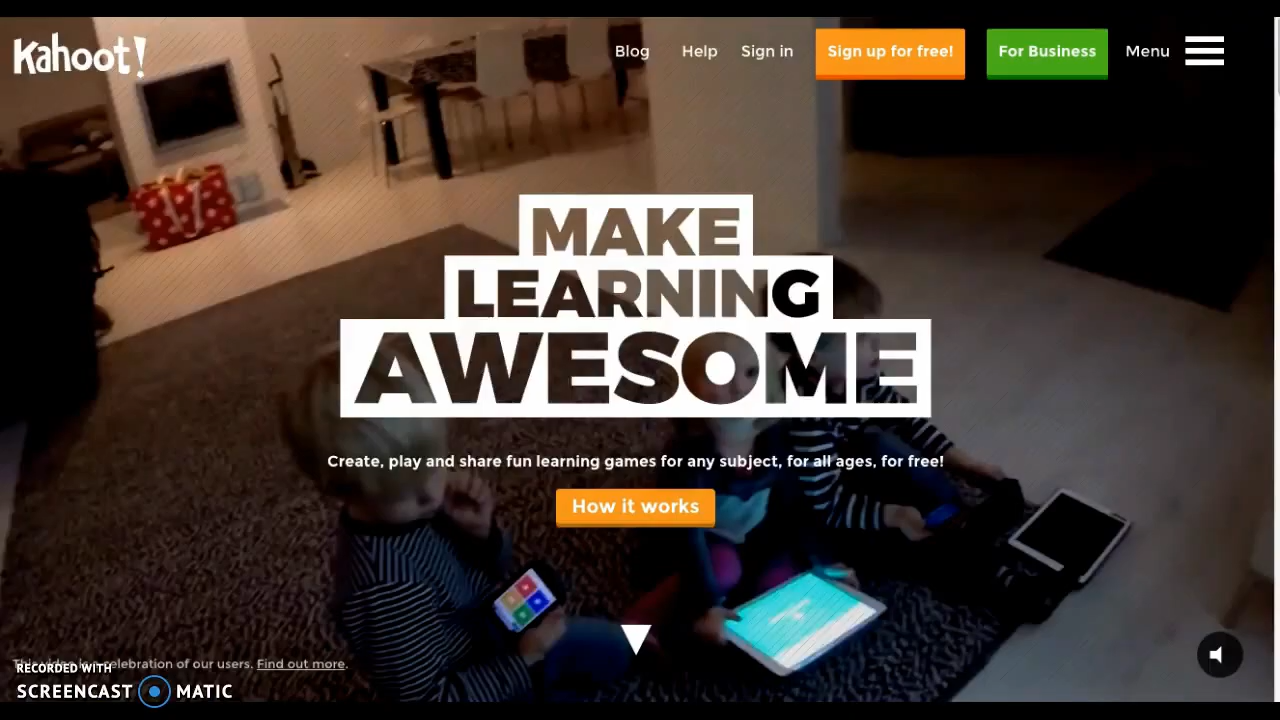 Kahoot!
Blog
Help
Sign in
Sign up for free!
For Business
Menu
MAKE
LEARNING
AWESOME
Create, play and share fun learning games for any subject, for all ages, for free!
How it works
celebration of our users. Find out more.
RECORDED WITH
SCREENCAST MATIC